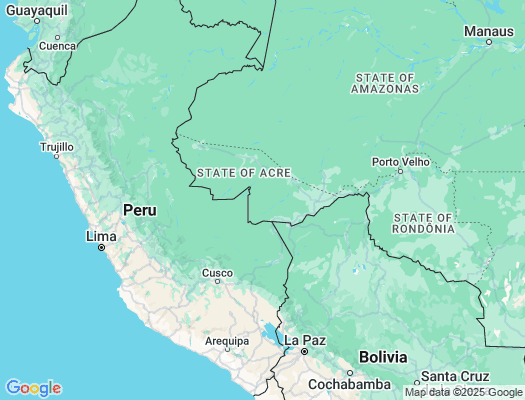 Guayaquil
Cuenca
Manaus
STATE OF
AMAZONAS
Trujillo
Porto Velho
STATE OF ACRE
Peru
STATE OF
RONDÔNIA
Lima
Cusco
Arequipa
La Paz
Bolivia
Cochabamba
Santa Cruz
Google
Map data ©2025 Google